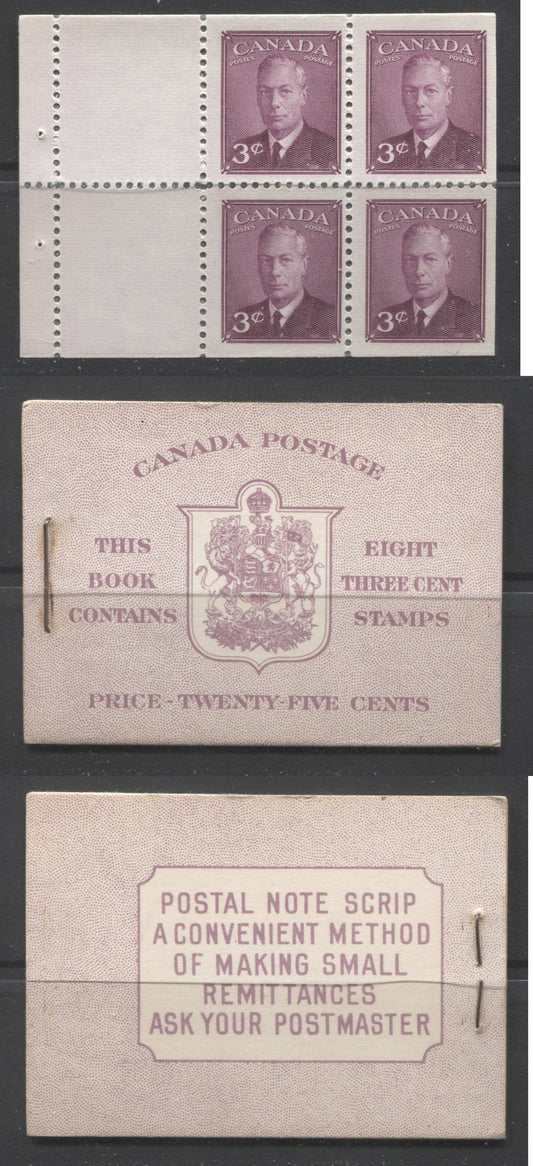 CANADA CANADA
POSTES POSTAGE POSTES POSTAGE
3¢ 3¢
CANADA CANADA
POSTES POSTAGE POSTES POSTAGE
3¢ 3¢
CANADA POSTAGE
THIS EIGHT
BOOK THREE CENT
CONTAINS STAMPS
PRICE - TWENTY-FIVE CENTS
POSTAL NOTE SCRIP
A CONVENIENT METHOD
OF MAKING SMALL
REMITTANCES
ASK YOUR POSTMASTER